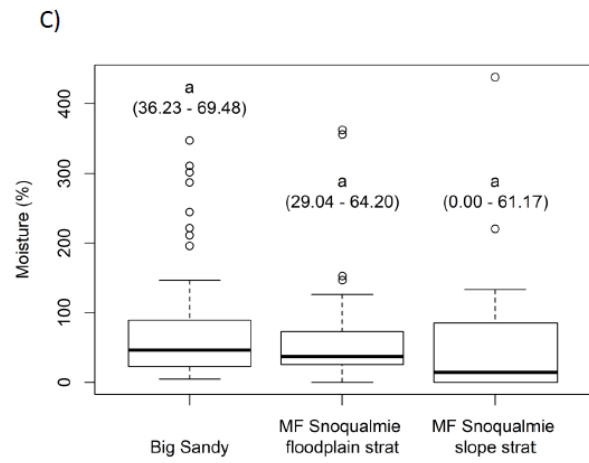 C)
Moisture (%)
400
300
200
100
0
a
(36.23 - 69.48)
a
(29.04 - 64.20)
a
(0.00 - 61.17)
Big Sandy
MF Snoqualmie
floodplain strat
MF Snoqualmie
slope strat